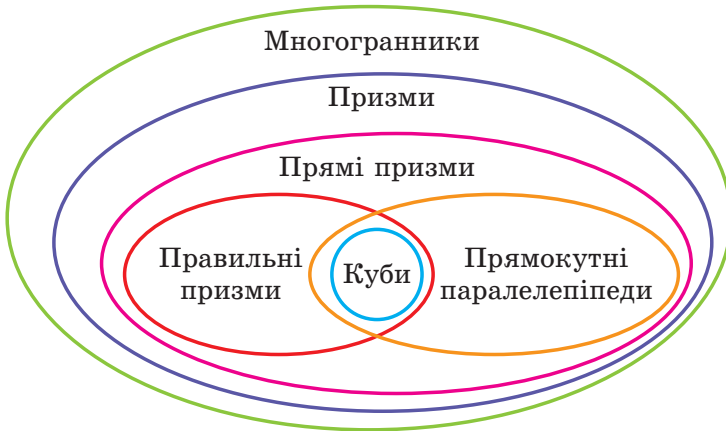 Многогранники
Призми
Прямі призми
Правильні
призми
Куби
Прямокутні
паралелепіпеди